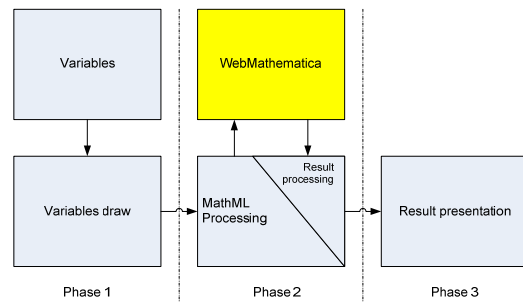 Variables
WebMathematica
Variables draw
MathML
Processing
Result
processing
Result presentation
Phase 1
Phase 2
Phase 3